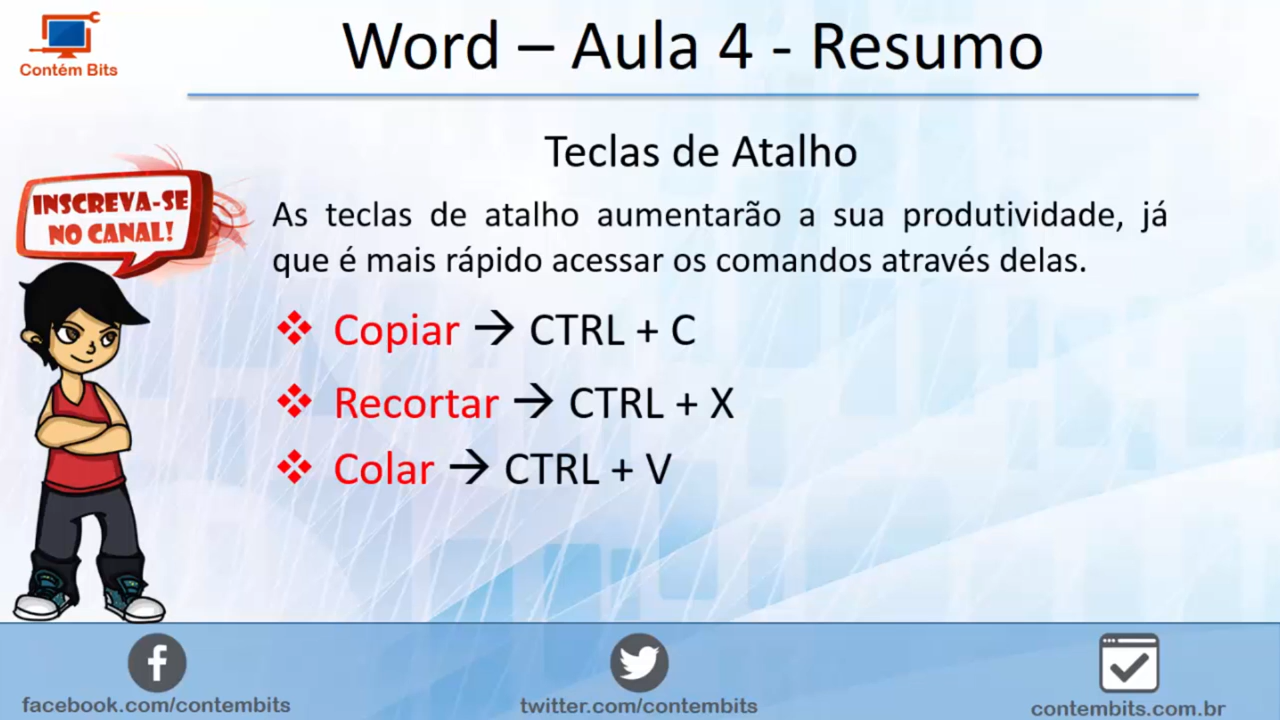 Contém Bits
Word – Aula 4 - Resumo
Teclas de Atalho
INSCREVA-SE
NO CANAL!
As teclas de atalho aumentarão a sua produtividade, já
que é mais rápido acessar os comandos através delas.
❖ Copiar → CTRL + C
❖ Recortar → CTRL + X
❖ Colar → CTRL + V
facebook.com/contembits
twitter.com/contembits
contembits.com.br